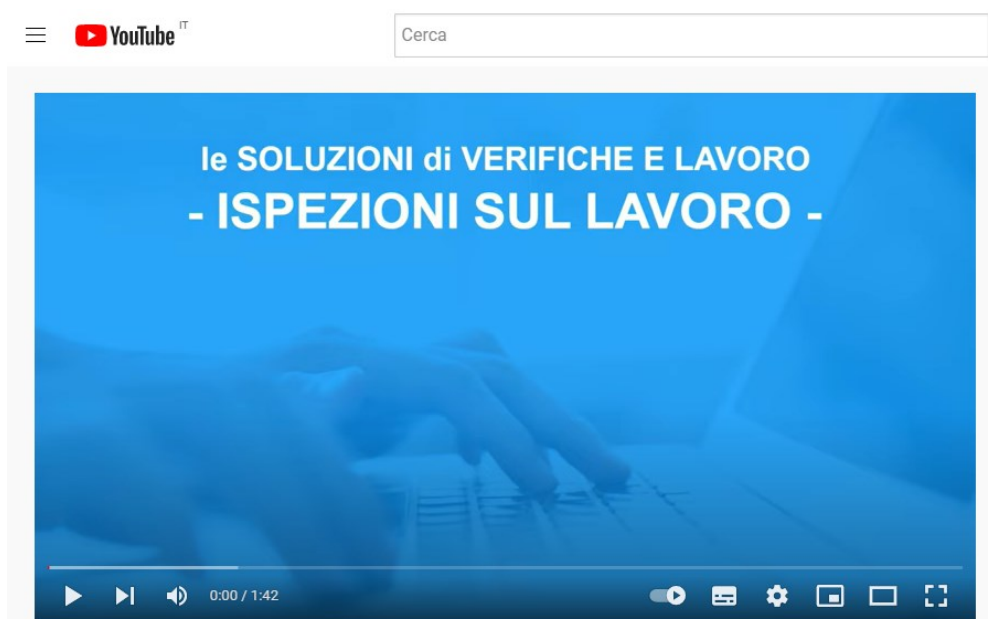 YouTube IT
Cerca
le SOLUZIONI di VERIFICHE E LAVORO
- ISPEZIONI SUL LAVORO -
0:00 / 1:42